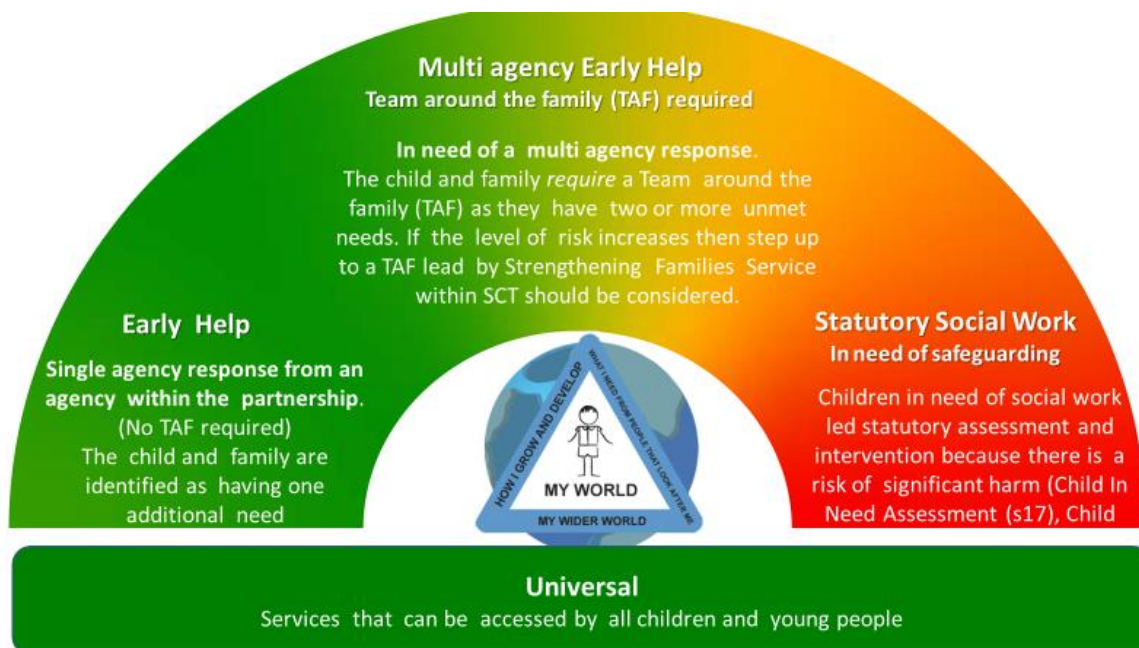 Multi agency Early Help
Team around the family (TAF) required
In need of a multi agency response.
The child and family require a Team around the
family (TAF) as they have two or more unmet
needs. If the level of risk increases then step up
to a TAF lead by Strengthening Families Service
within SCT should be considered.
Early Help
Single agency response from an
agency within the partnership.
(No TAF required)
The child and family are
identified as having one
additional need
HOW I GROW AND DEVELOP
WHAT I NEED FROM PEOPLE THAT LOOK AFTER ME
MY WORLD
MY WIDER WORLD
Statutory Social Work
In need of safeguarding
Children in need of social work
led statutory assessment and
intervention because there is a
risk of significant harm (Child In
Need Assessment (s17), Child
Universal
Services that can be accessed by all children and young people